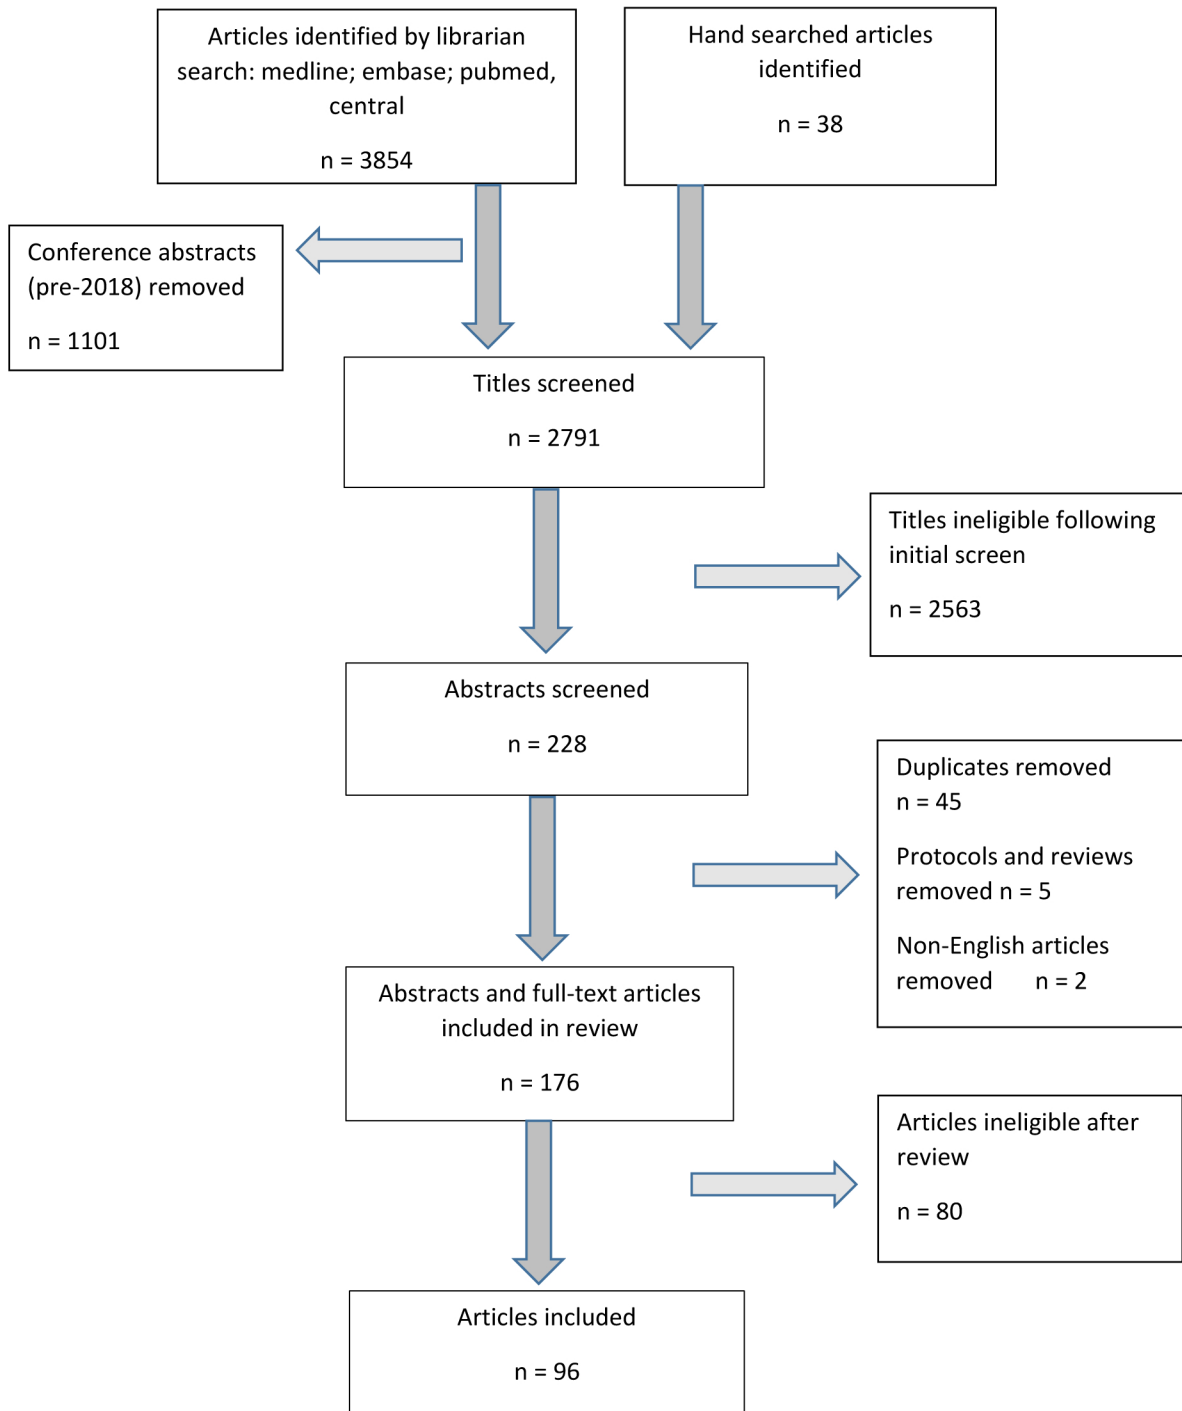 Articles identified by librarian
search: medline; embase; pubmed,
central
n = 3854
Hand searched articles
identified
n = 38
Conference abstracts
(pre-2018) removed
n = 1101
Titles screened
n = 2791
Titles ineligible following
initial screen
n = 2563
Abstracts screened
n = 228
Duplicates removed
n = 45
Protocols and reviews
removed n = 5
Non-English articles
removed n = 2
Abstracts and full-text articles
included in review
n = 176
Articles ineligible after
review
n = 80
Articles included
n = 96